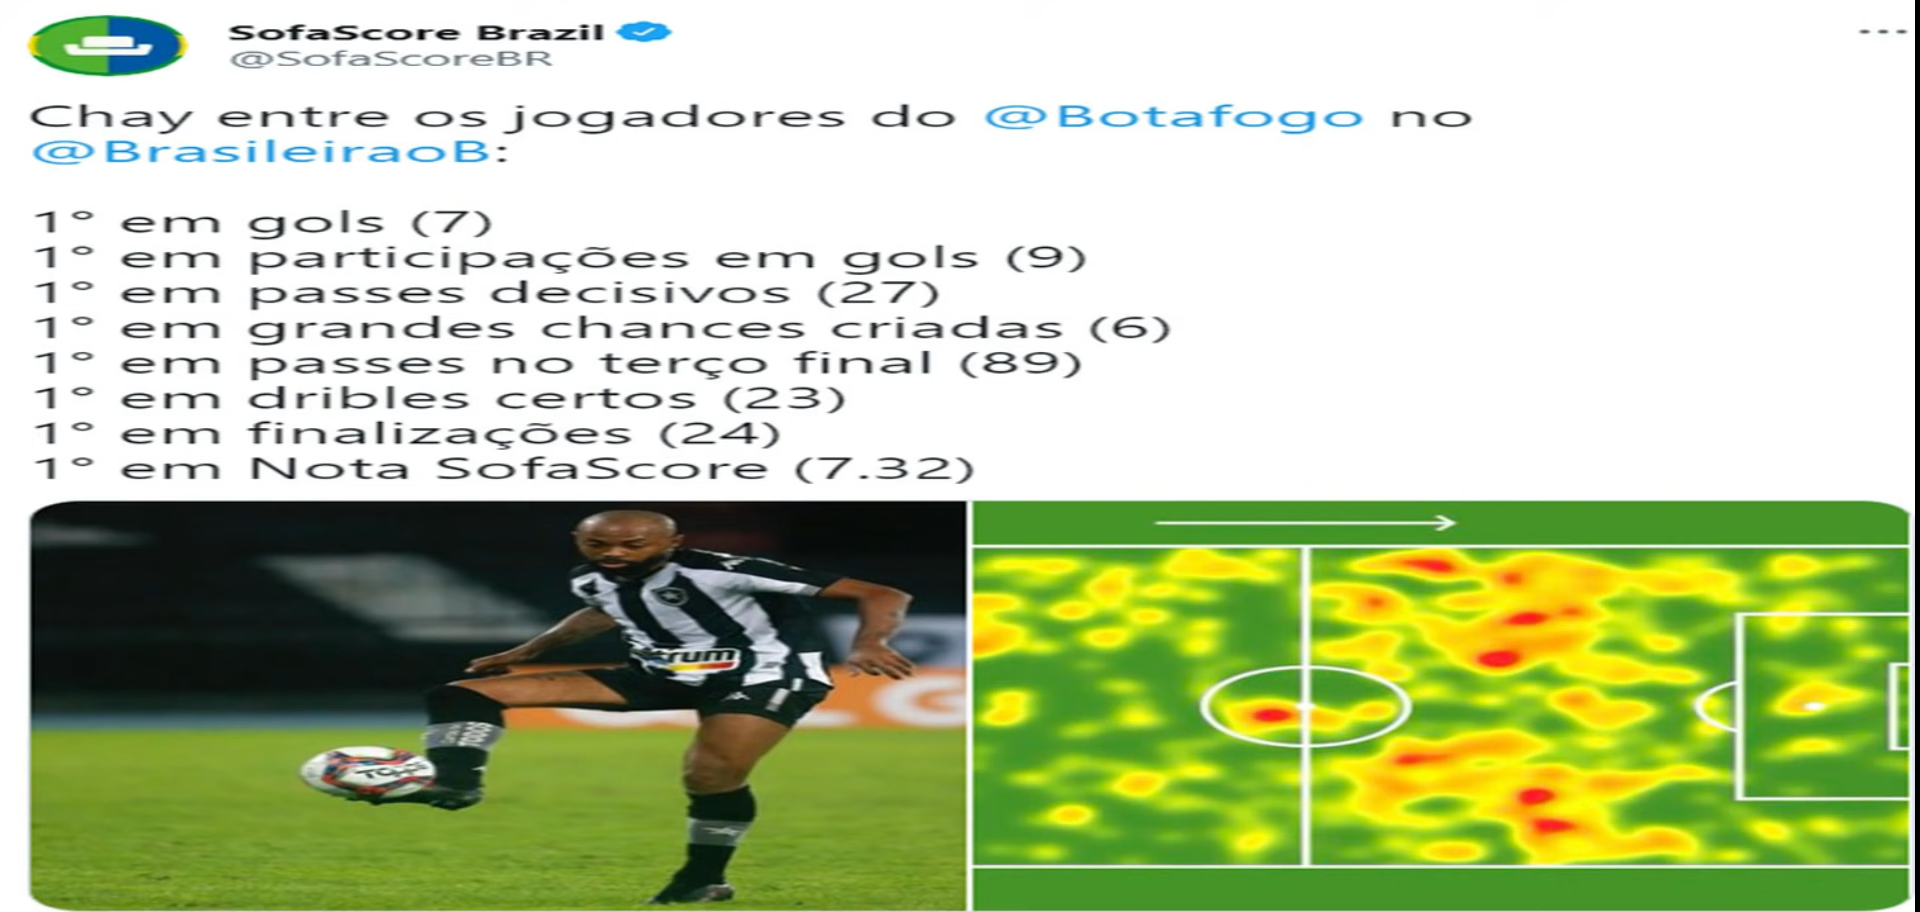 SofaScore Brazil
@SofaScoreBR
Chay entre os jogadores do @Botafogo no
@BrasileiraoB:
1° em gols (7)
1° em participações em gols (9)
1° em passes decisivos (27)
1° em grandes chances criadas (6)
1° em passes no terço final (89)
1° em dribles certos (23)
1° em finalizações (24)
1° em Nota SofaScore (7.32)
trum